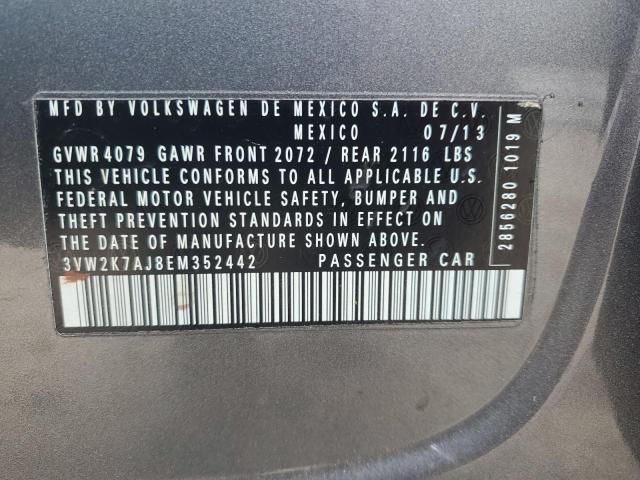 MFD BY VOLKSWAGEN DE MEXICO S.A. DE C.V.
MEXICO 07/13
GVWR 4079 GAWR FRONT 2072 / REAR 2116 LBS
THIS VEHICLE CONFORMS TO ALL APPLICABLE U.S.
FEDERAL MOTOR VEHICLE SAFETY, BUMPER AND
THEFT PREVENTION STANDARDS IN EFFECT ON
THE DATE OF MANUFACTURE SHOWN ABOVE.
3VW2K7AJ8EM352442 PASSENGER CAR
2856280 1019 M